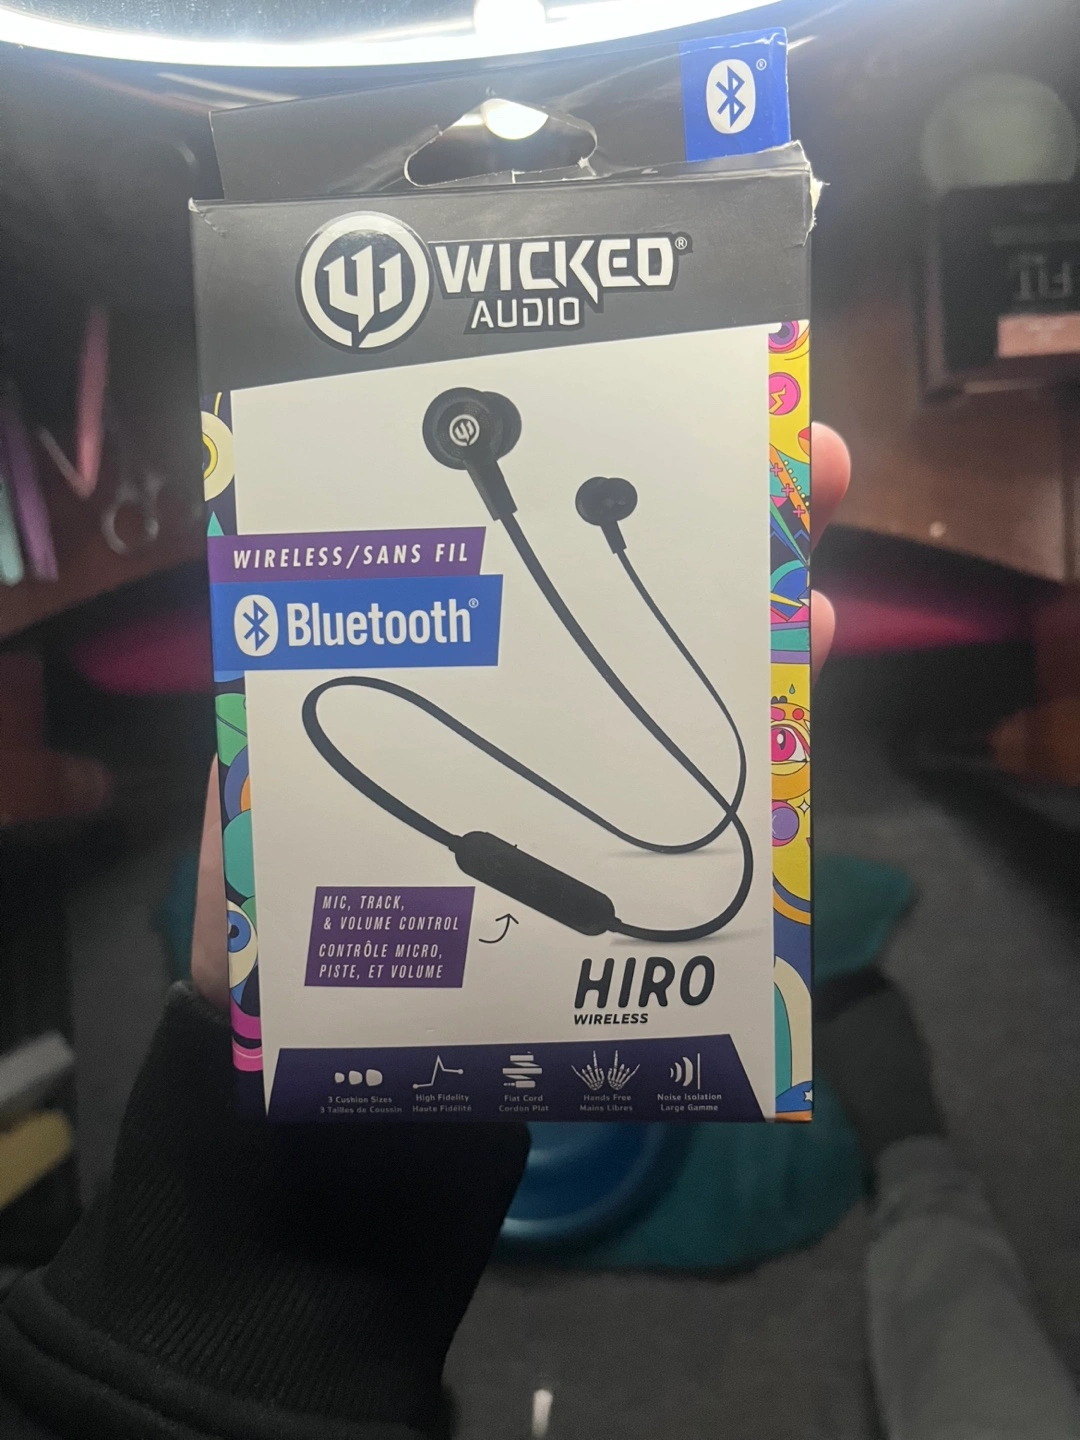 ®
WICKED®
AUDIO
WIRELESS/SANS FIL
Bluetooth®
MIC, TRACK,
& VOLUME CONTROL
CONTRÔLE MICRO,
PISTE, ET VOLUME
HIRO
WIRELESS
3 Cushion Sizes
3 Tailles de Coussin
High Fidelity
Haute Fidélité
Flat Cord
Cordon Plat
Hands Free
Mains Libres
Noise Isolation
Large Gamme